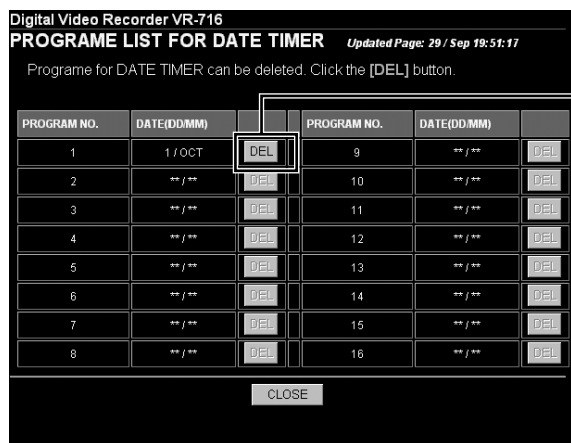 Digital Video Recorder VR-716
PROGRAME LIST FOR DATE TIMER Updated Page: 29 / Sep 19:51:17
Programe for DATE TIMER can be deleted. Click the [DEL] button.
PROGRAM NO. DATE(DD/MM) PROGRAM NO. DATE(DD/MM)
1 1 / OCT DEL 9 ** / ** DEL
2 ** / ** DEL 10 ** / ** DEL
3 ** / ** DEL 11 ** / ** DEL
4 ** / ** DEL 12 ** / ** DEL
5 ** / ** DEL 13 ** / ** DEL
6 ** / ** DEL 14 ** / ** DEL
7 ** / ** DEL 15 ** / ** DEL
8 ** / ** DEL 16 ** / ** DEL
CLOSE